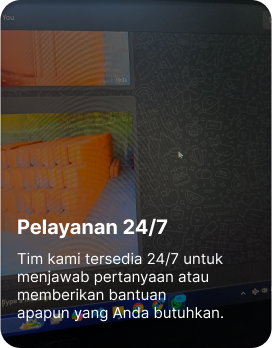 You
Pelayanan 24/7
Tim kami tersedia 24/7 untuk
menjawab pertanyaan atau
memberikan bantuan
apapun yang Anda butuhkan.